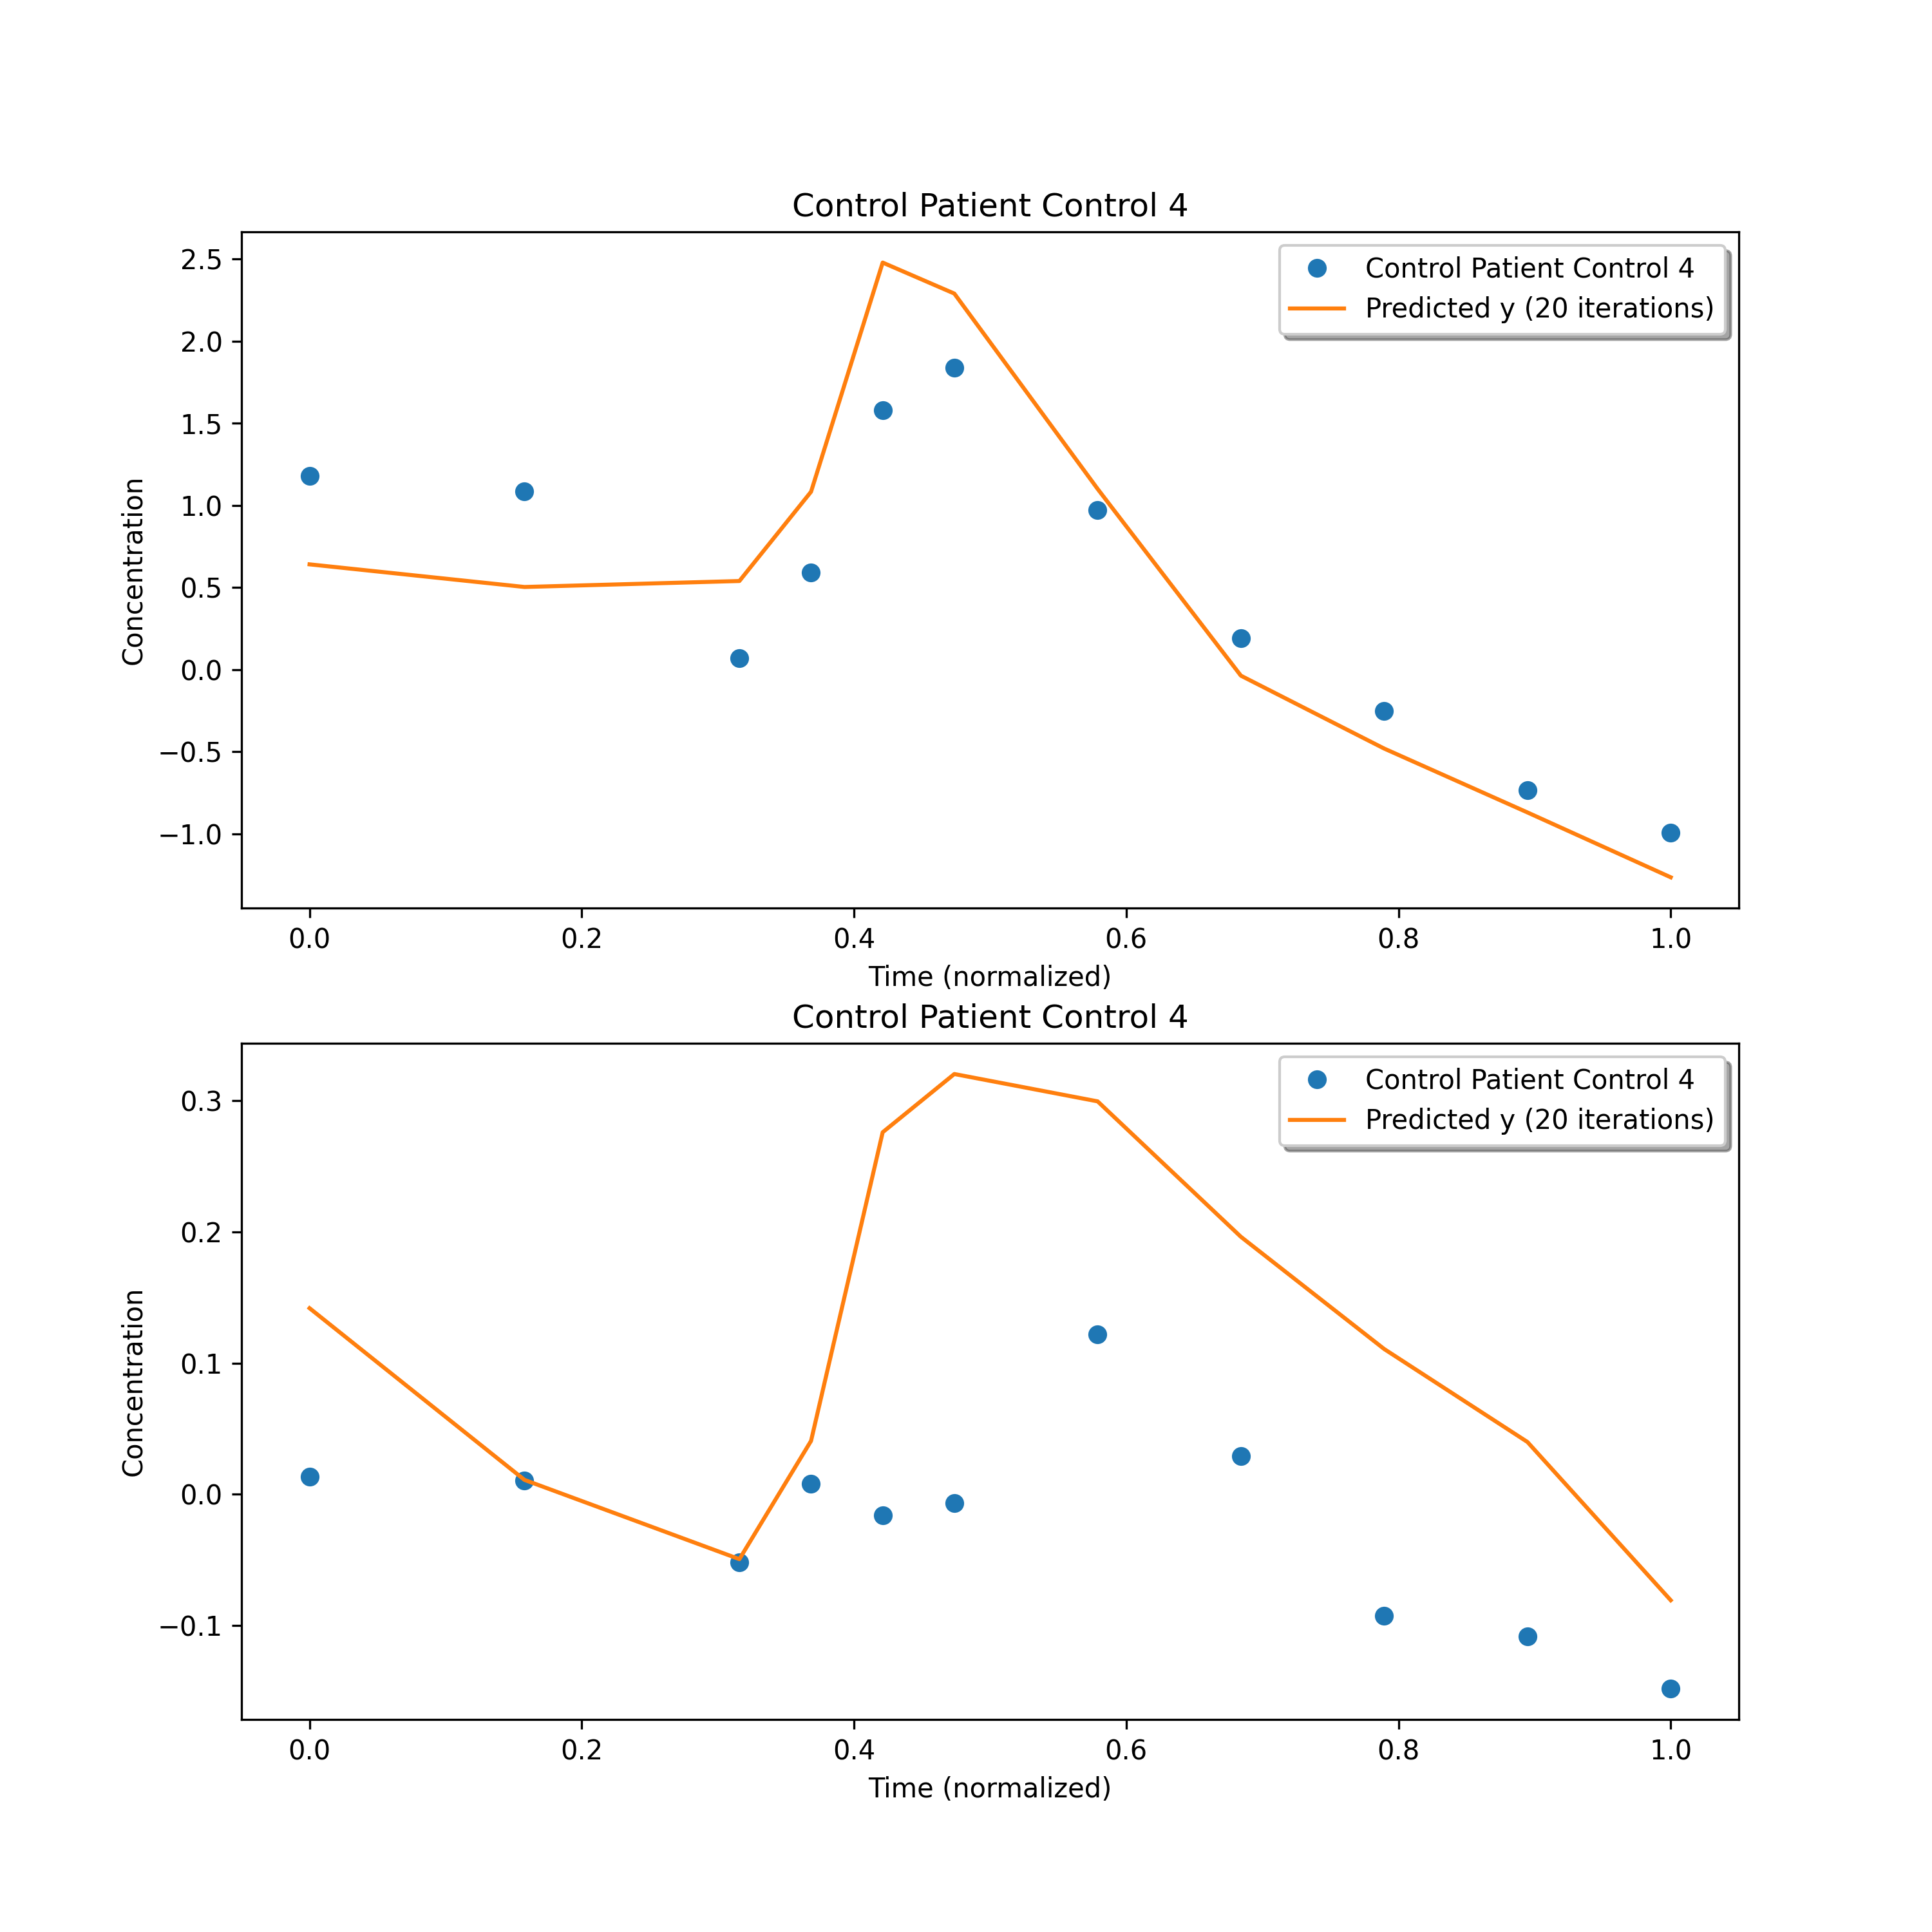 Control Patient Control 4
2.5
2.0
1.5
1.0
0.5
0.0
−0.5
−1.0
Concentration
Control Patient Control 4
Predicted y (20 iterations)
0.0 0.2 0.4 0.6 0.8 1.0
Time (normalized)
Control Patient Control 4
0.3
0.2
0.1
0.0
−0.1
Concentration
Control Patient Control 4
Predicted y (20 iterations)
0.0 0.2 0.4 0.6 0.8 1.0
Time (normalized)